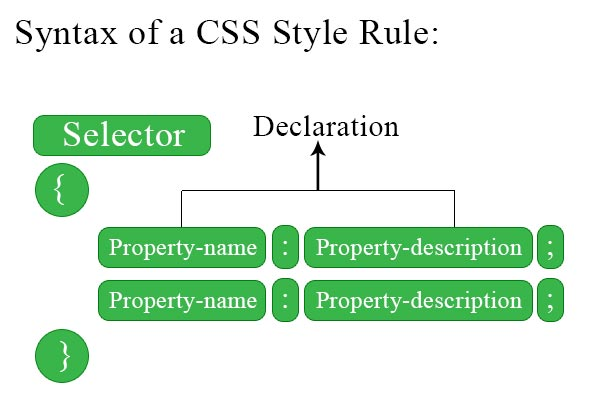 Syntax of a CSS Style Rule:
Selector
Declaration
{
Property-name : Property-description ;
Property-name : Property-description ;
}